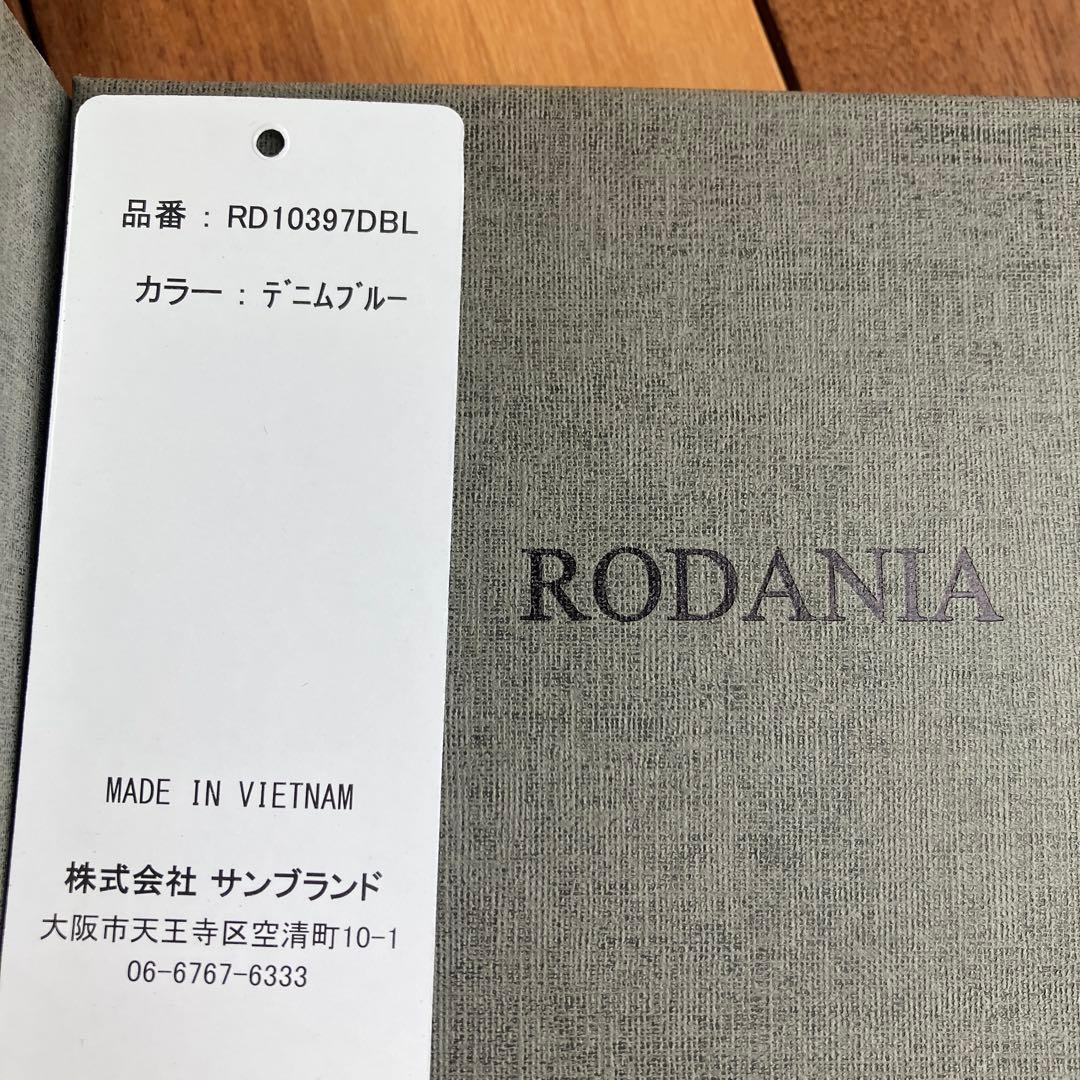 品番：RD10397DBL
カラー：ﾃﾞﾆﾑﾌﾞﾙｰ
RODANIA
MADE IN VIETNAM
株式会社 サンブランド
大阪市天王寺区空清町10-1
06-6767-6333